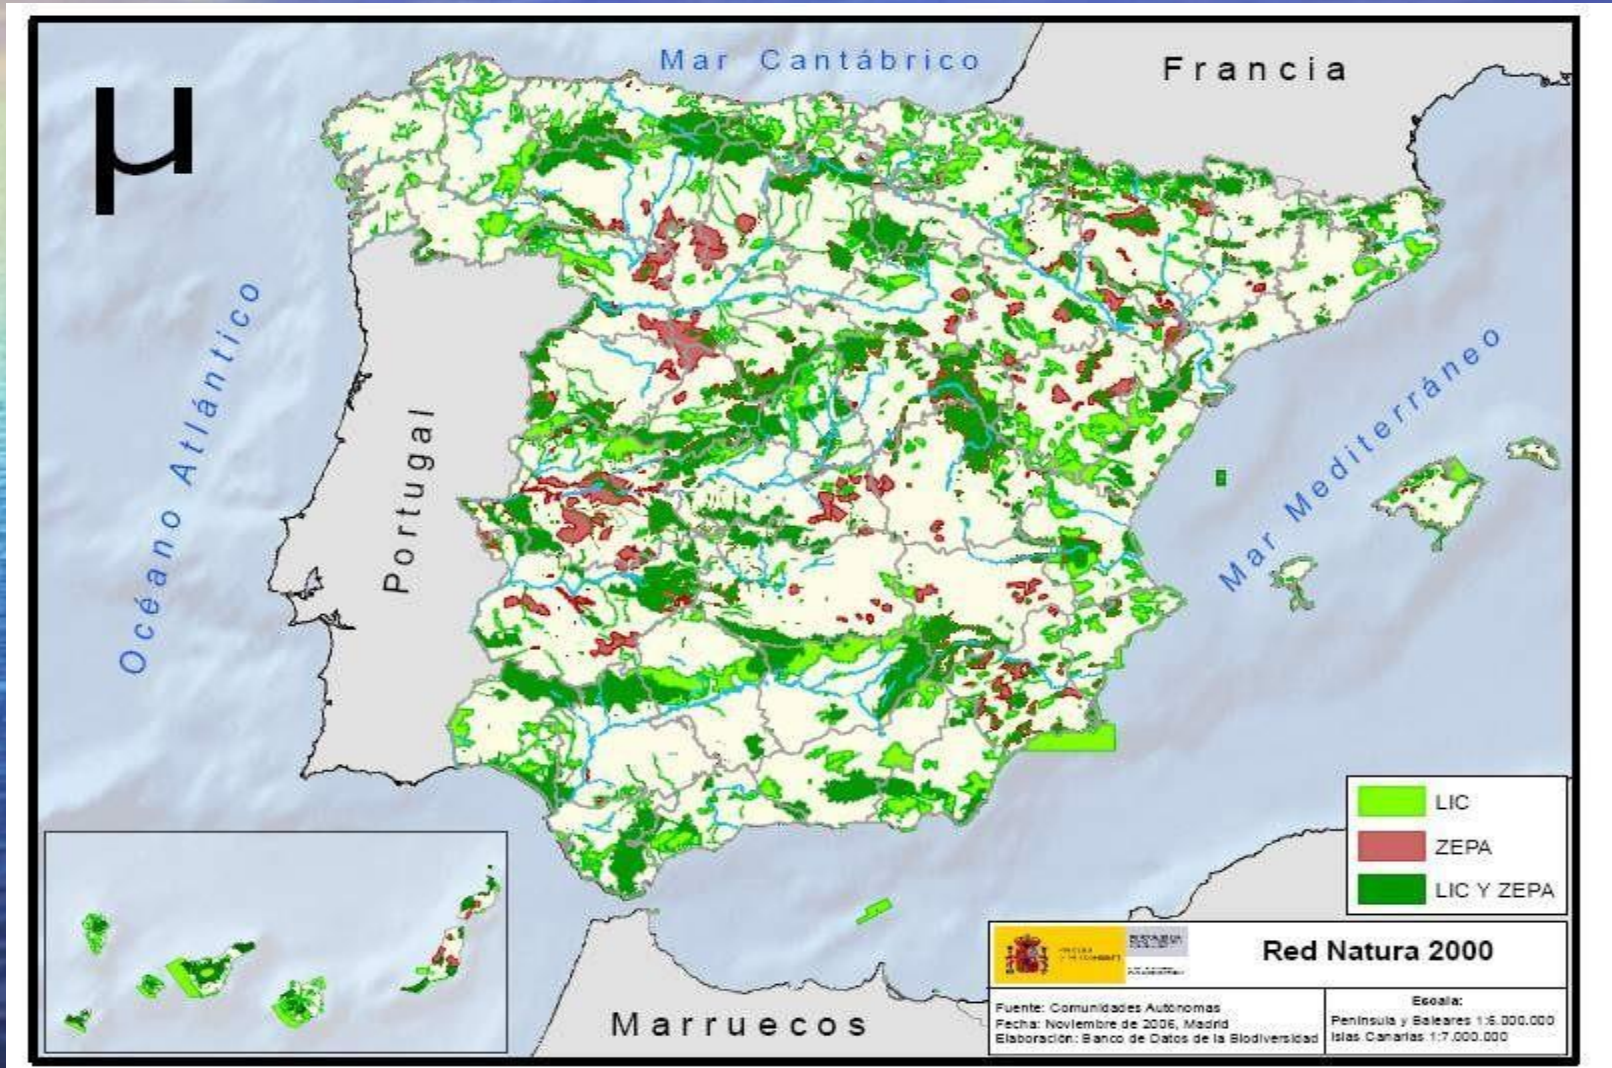 Mar Cantábrico
Francia
µ
Océano Atlántico
Portugal
Mar Mediterráneo
LIC
ZEPA
LIC Y ZEPA
Red Natura 2000
Fuente: Comunidades Autónomas
Fecha: Noviembre de 2006, Madrid
Elaboración: Banco de Datos de la Biodiversidad
Escala:
Península y Baleares 1:5.000.000
Islas Canarias 1:7.000.000
Marruecos